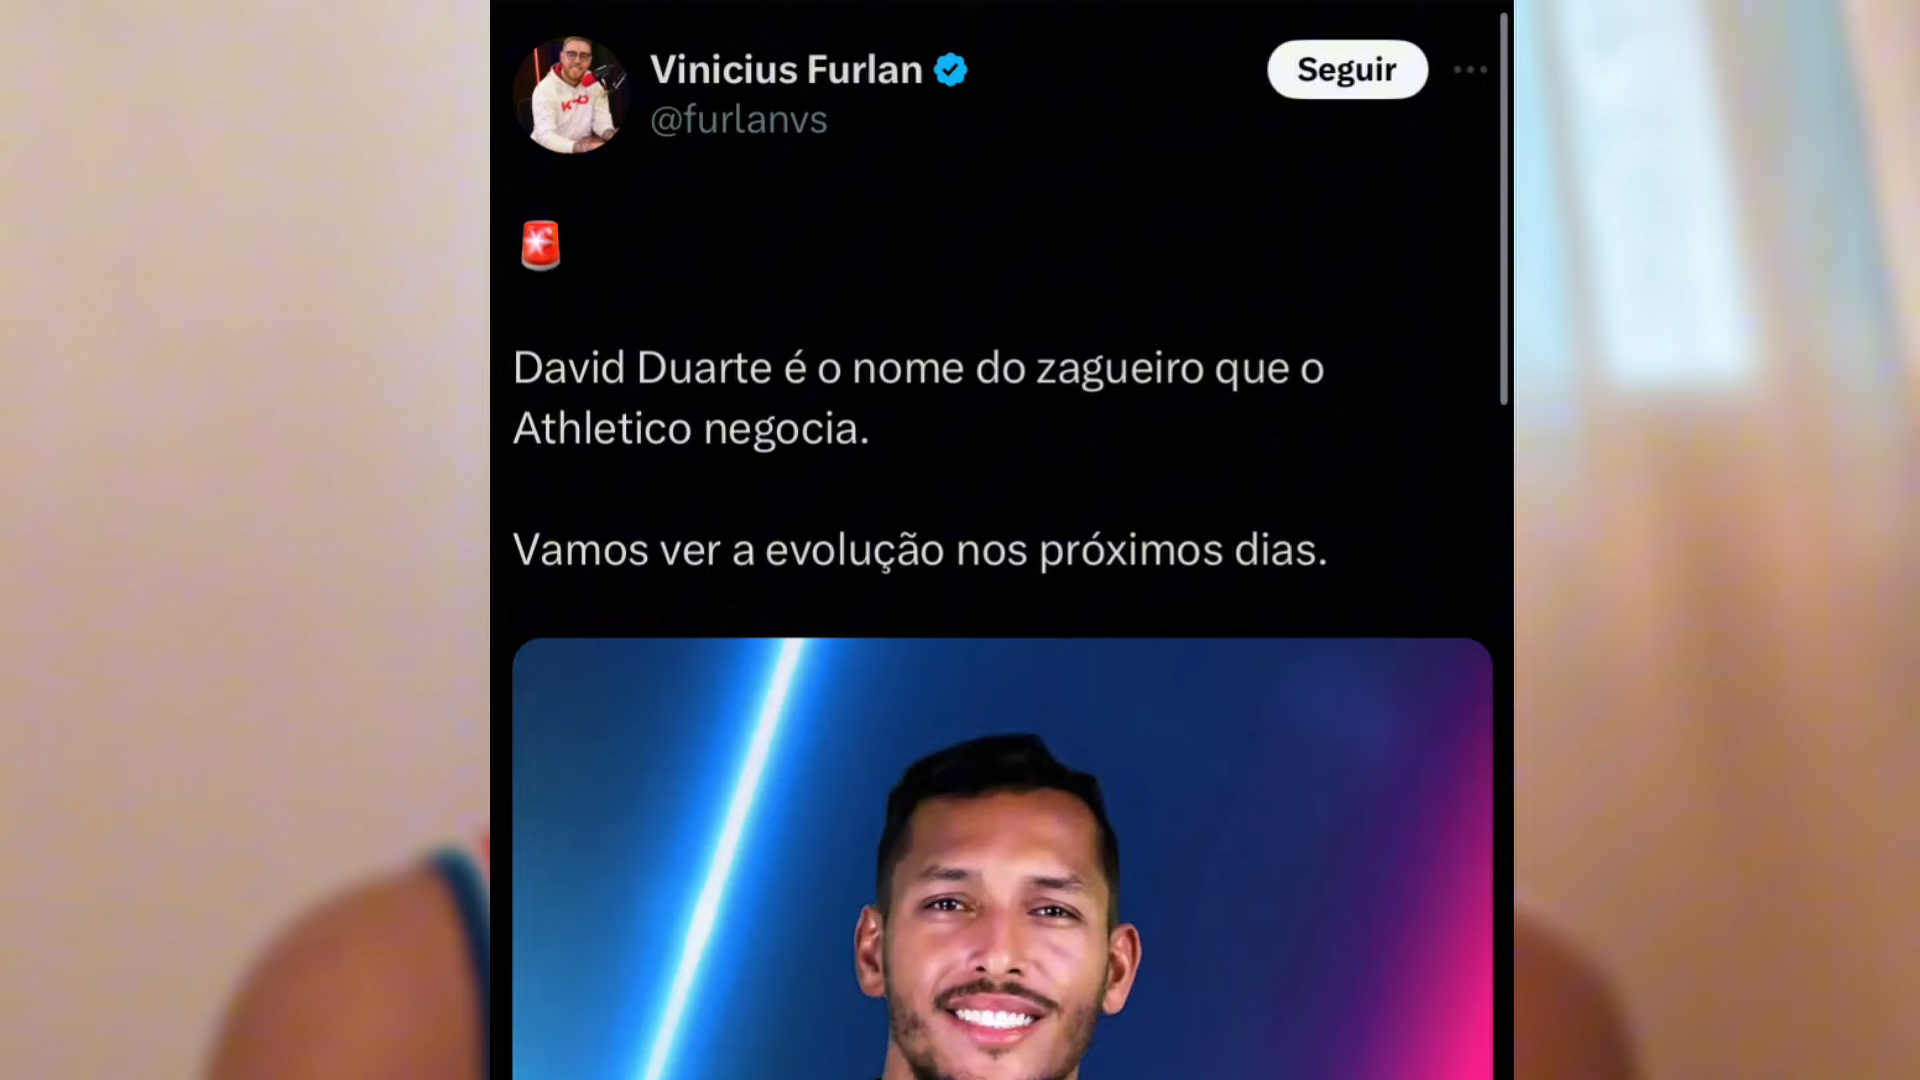 Vinicius Furlan
Seguir
@furlanvs
David Duarte é o nome do zagueiro que o
Athletico negocia.
Vamos ver a evolução nos próximos dias.